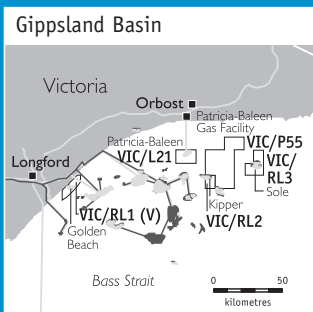 Gippsland Basin
Victoria
Orbost
Patricia-Baleen
Gas Facility
Patricia-Baleen
VIC/L21
VIC/P55
VIC/
RL3
Sole
Longford
VIC/RL1 (V)
Golden
Beach
Kipper
VIC/RL2
Bass Strait
0 50
kilometres